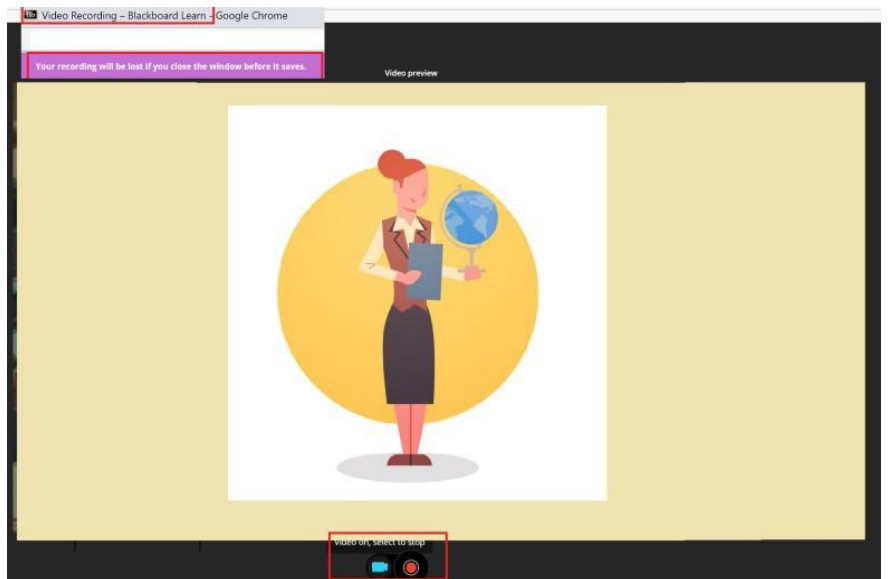 Video Recording – Blackboard Learn - Google Chrome
Your recording will be lost if you close the window before it saves.
Video preview
Video on, select to stop